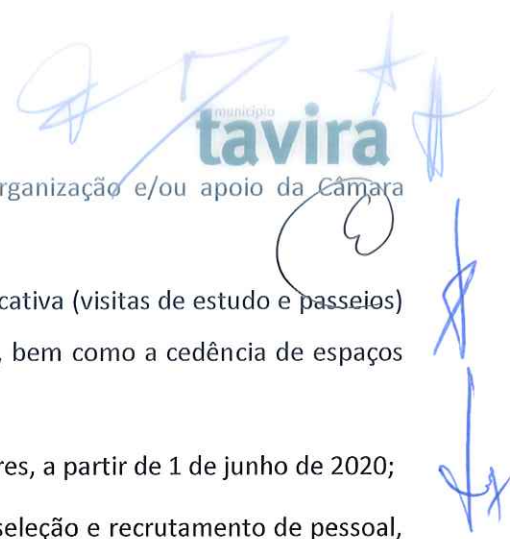 município
tavira
rganização e/ou apoio da Câmara
cativa (visitas de estudo e passeios)
, bem como a cedência de espaços
res, a partir de 1 de junho de 2020;
seleção e recrutamento de pessoal,